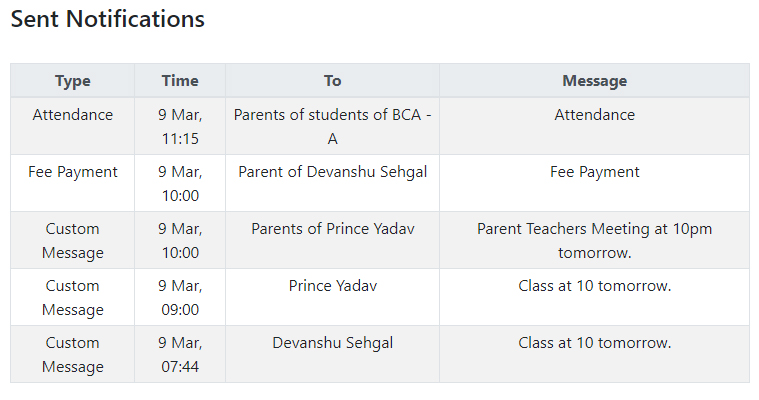 Sent Notifications
Type Time To Message
Attendance 9 Mar, 11:15 Parents of students of BCA - A Attendance
Fee Payment 9 Mar, 10:00 Parent of Devanshu Sehgal Fee Payment
Custom Message 9 Mar, 10:00 Parents of Prince Yadav Parent Teachers Meeting at 10pm tomorrow.
Custom Message 9 Mar, 09:00 Prince Yadav Class at 10 tomorrow.
Custom Message 9 Mar, 07:44 Devanshu Sehgal Class at 10 tomorrow.